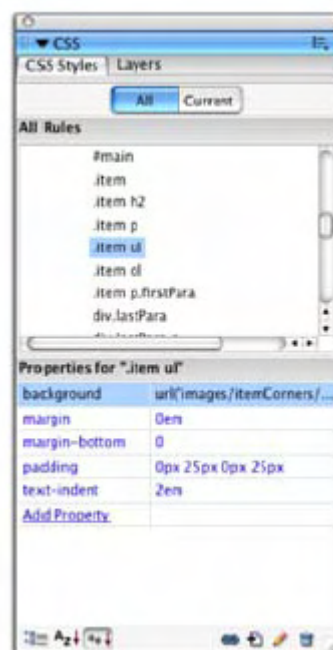 CSS
CSS Styles Layers
All Current
All Rules
#main
.item
.item h2
.item p
.item ul
.item ol
.item p.firstPara
div.lastPara
Properties for ".item ul"
background url("images/itemCorners/...
margin 0em
margin-bottom 0
padding 0px 25px 0px 25px
text-indent 2em
Add Property